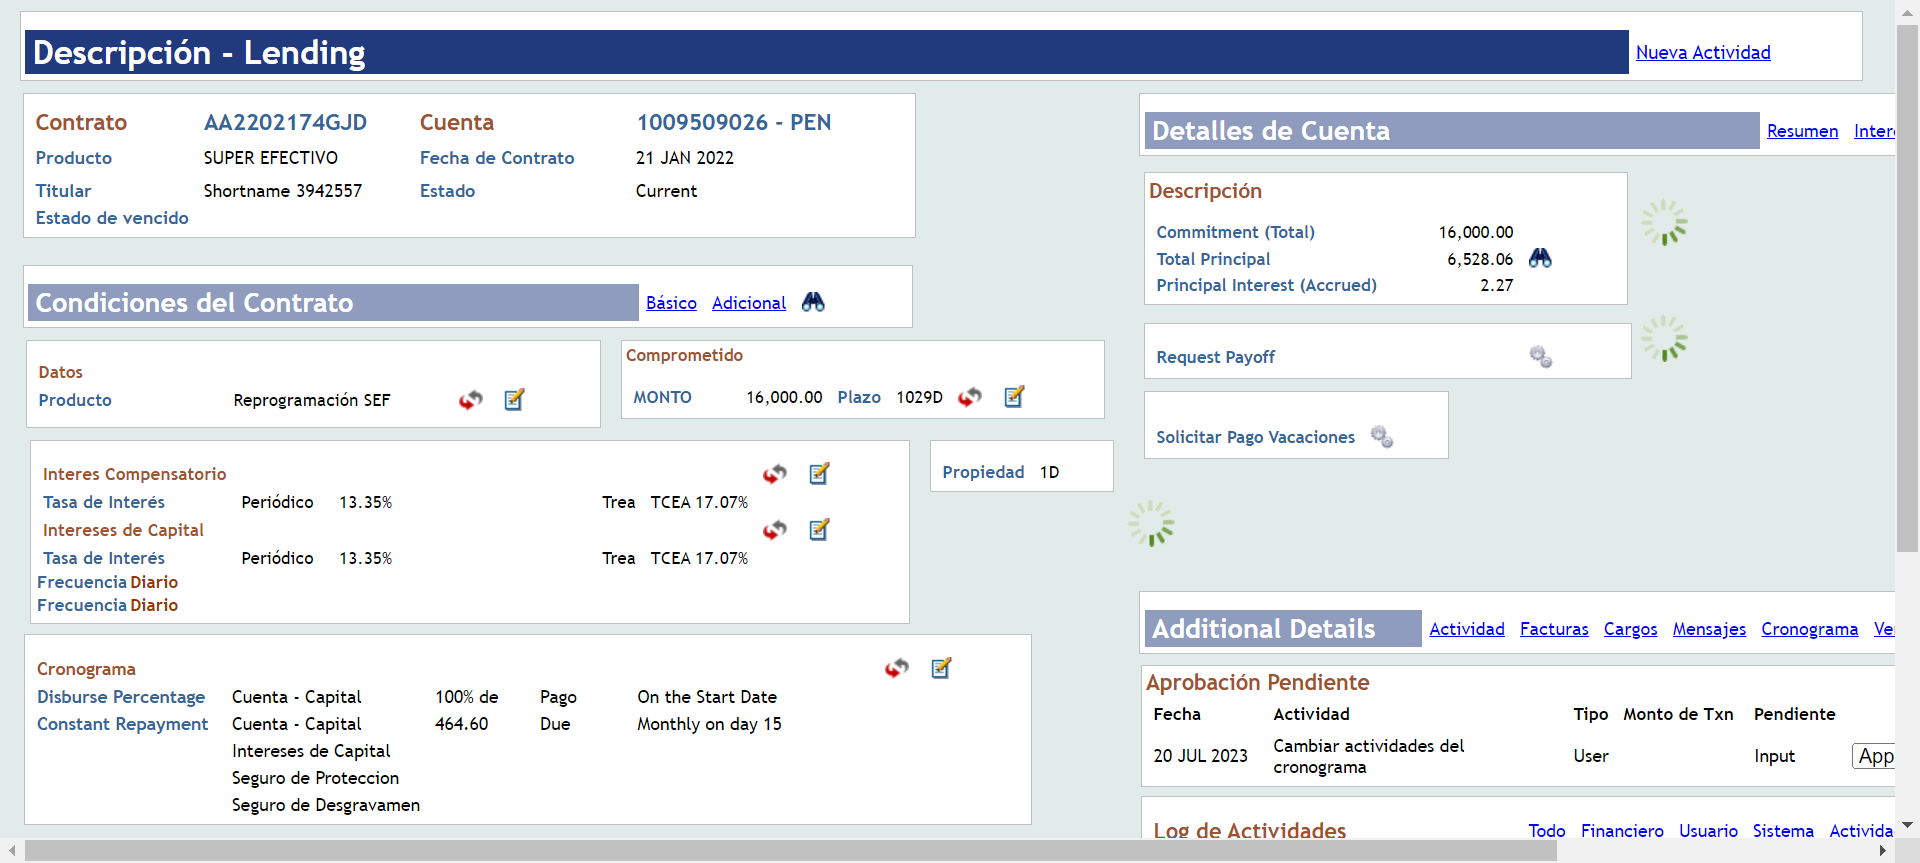 Descripción - Lending
Nueva Actividad
Contrato AA2202174GJD Cuenta 1009509026 - PEN
Producto SUPER EFECTIVO Fecha de Contrato 21 JAN 2022
Titular Shortname 3942557 Estado Current
Estado de vencido
Condiciones del Contrato Básico Adicional
Datos
Producto Reprogramación SEF
Comprometido
MONTO 16,000.00 Plazo 1029D
Interes Compensatorio
Tasa de Interés Periódico 13.35% Trea TCEA 17.07%
Intereses de Capital
Tasa de Interés Periódico 13.35% Trea TCEA 17.07%
Frecuencia Diario
Frecuencia Diario
Propiedad 1D
Cronograma
Disburse Percentage Cuenta - Capital 100% de Pago On the Start Date
Constant Repayment Cuenta - Capital 464.60 Due Monthly on day 15
Intereses de Capital
Seguro de Proteccion
Seguro de Desgravamen
Detalles de Cuenta Resumen Inter
Descripción
Commitment (Total) 16,000.00
Total Principal 6,528.06
Principal Interest (Accrued) 2.27
Request Payoff
Solicitar Pago Vacaciones
Additional Details Actividad Facturas Cargos Mensajes Cronograma Ve
Aprobación Pendiente
Fecha Actividad Tipo Monto de Txn Pendiente
20 JUL 2023 Cambiar actividades del User Input App
cronograma
Log de Actividades Todo Financiero Usuario Sistema Activida